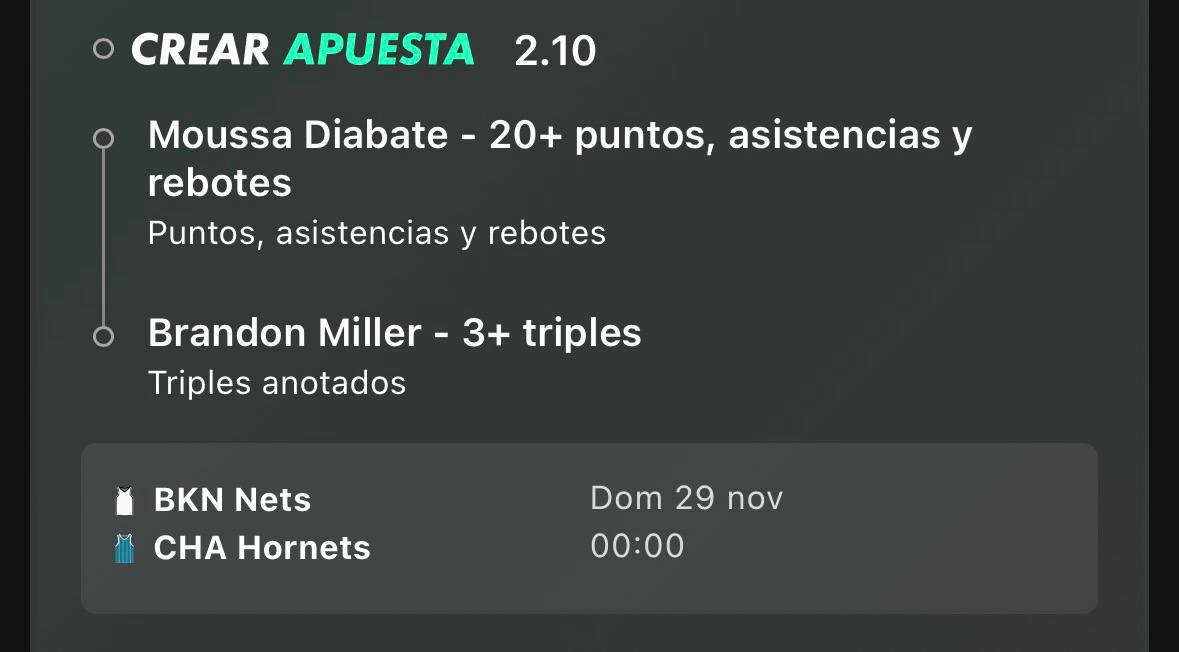 CREAR APUESTA 2.10
Moussa Diabate - 20+ puntos, asistencias y
rebotes
Puntos, asistencias y rebotes
Brandon Miller - 3+ triples
Triples anotados
BKN Nets
Dom 29 nov
CHA Hornets
00:00